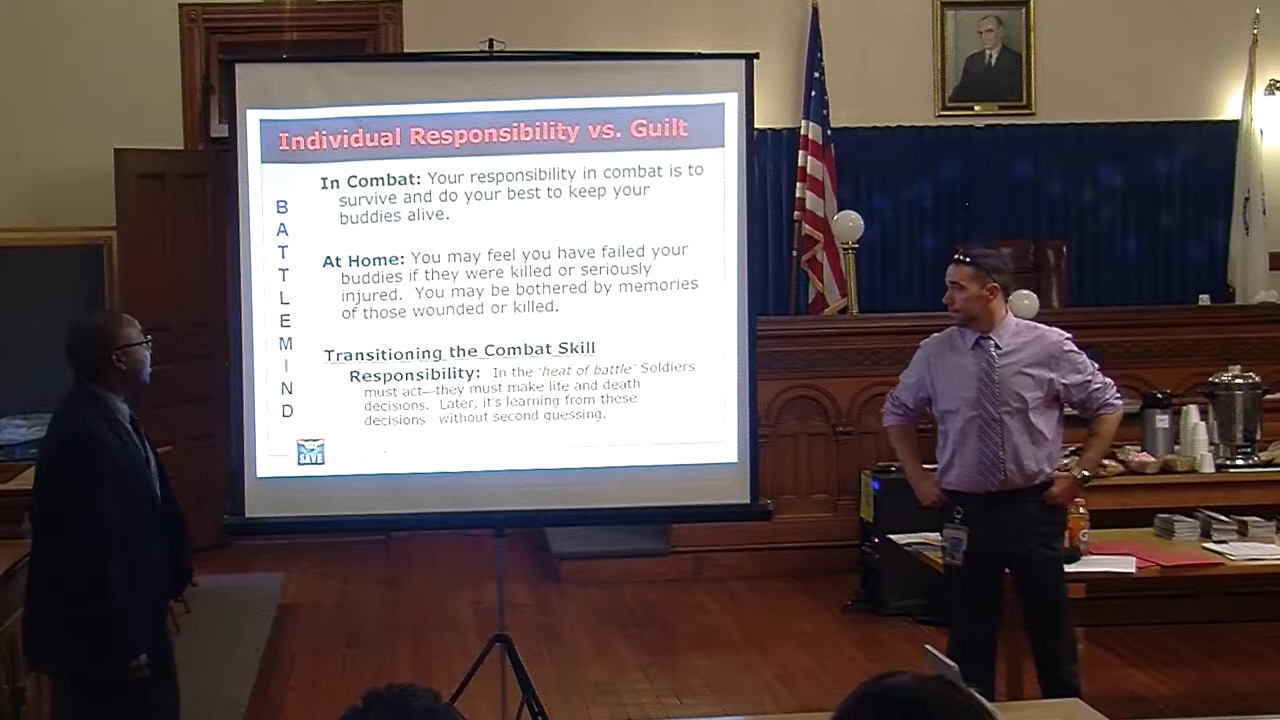 Individual Responsibility vs. Guilt
In Combat: Your responsibility in combat is to
survive and do your best to keep your
buddies alive.
At Home: You may feel you have failed your
buddies if they were killed or seriously
injured. You may be bothered by memories
of those wounded or killed.
Transitioning the Combat Skill
Responsibility: In the "heat of battle" Soldiers
must act—they must make life and death
decisions. Later, it's learning from these
decisions without second guessing.
BATTLEMIND
SAVE